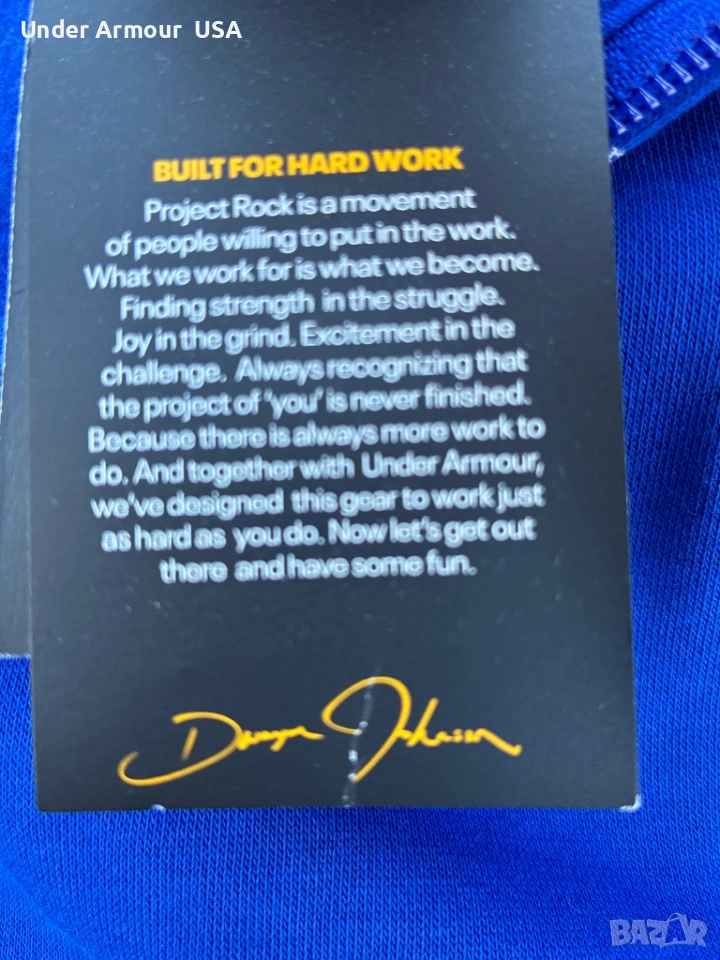 Under Armour USA
BUILT FOR HARD WORK
Project Rock is a movement
of people willing to put in the work.
What we work for is what we become.
Finding strength in the struggle.
Joy in the grind. Excitement in the
challenge. Always recognizing that
the project of 'you' is never finished.
Because there is always more work to
do. And together with Under Armour,
we've designed this gear to work just
as hard as you do. Now let's get out
there and have some fun.
Dwayne Johnson
BAZAR